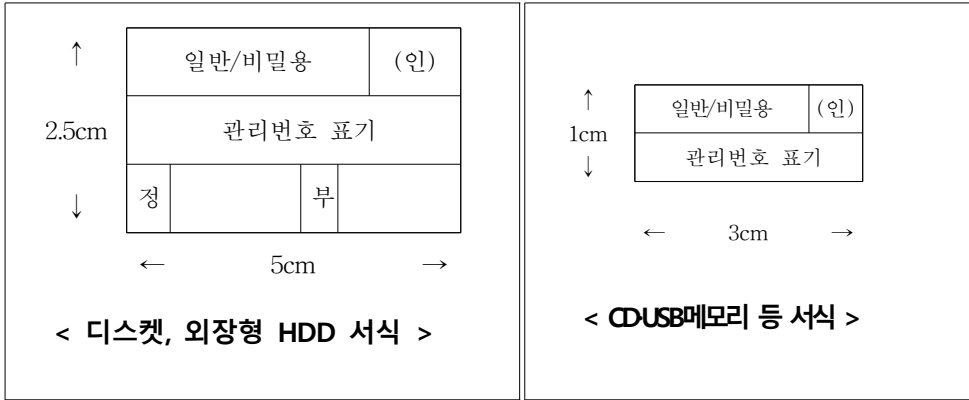 ↑
2.5cm
↓
일반/비밀용 (인)
관리번호 표기
정 부
← 5cm →
< 디스켓, 외장형 HDD 서식 >
↑
1cm
↓
일반/비밀용 (인)
관리번호 표기
← 3cm →
< CD·USB메모리 등 서식 >